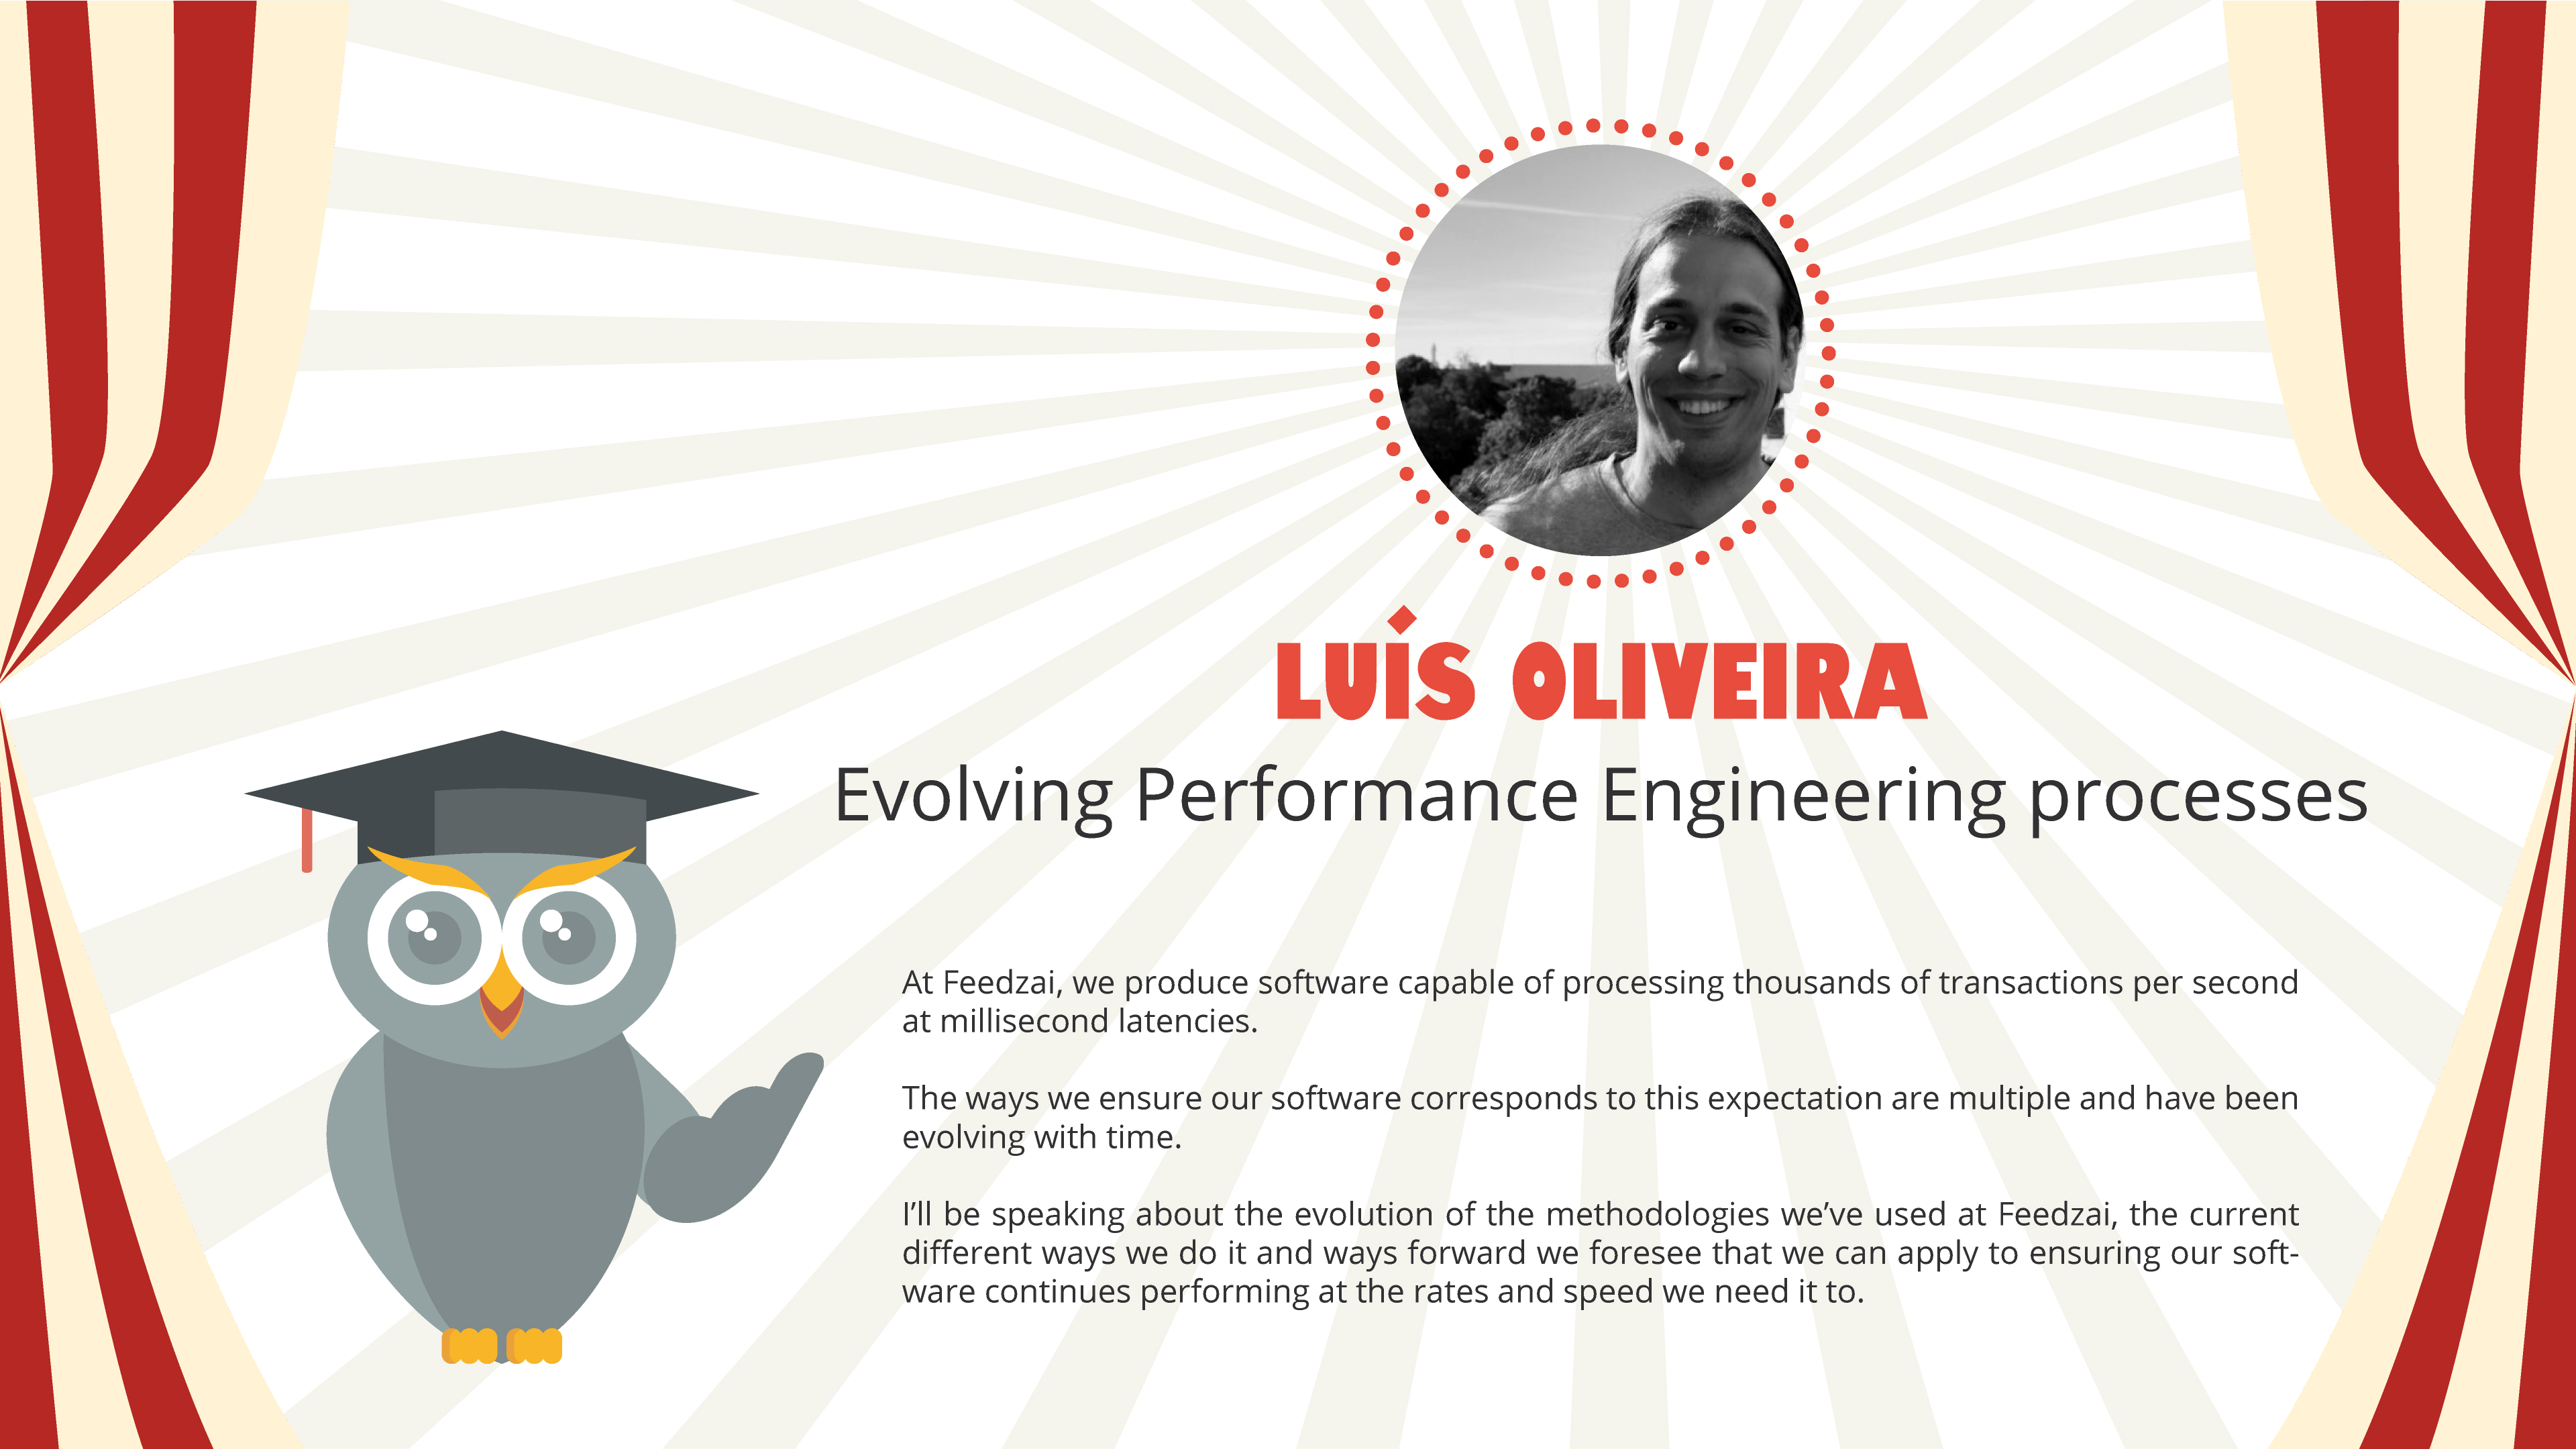 LUÍS OLIVEIRA
Evolving Performance Engineering processes
At Feedzai, we produce software capable of processing thousands of transactions per second
at millisecond latencies.
The ways we ensure our software corresponds to this expectation are multiple and have been
evolving with time.
I’ll be speaking about the evolution of the methodologies we’ve used at Feedzai, the current
different ways we do it and ways forward we foresee that we can apply to ensuring our soft-
ware continues performing at the rates and speed we need it to.